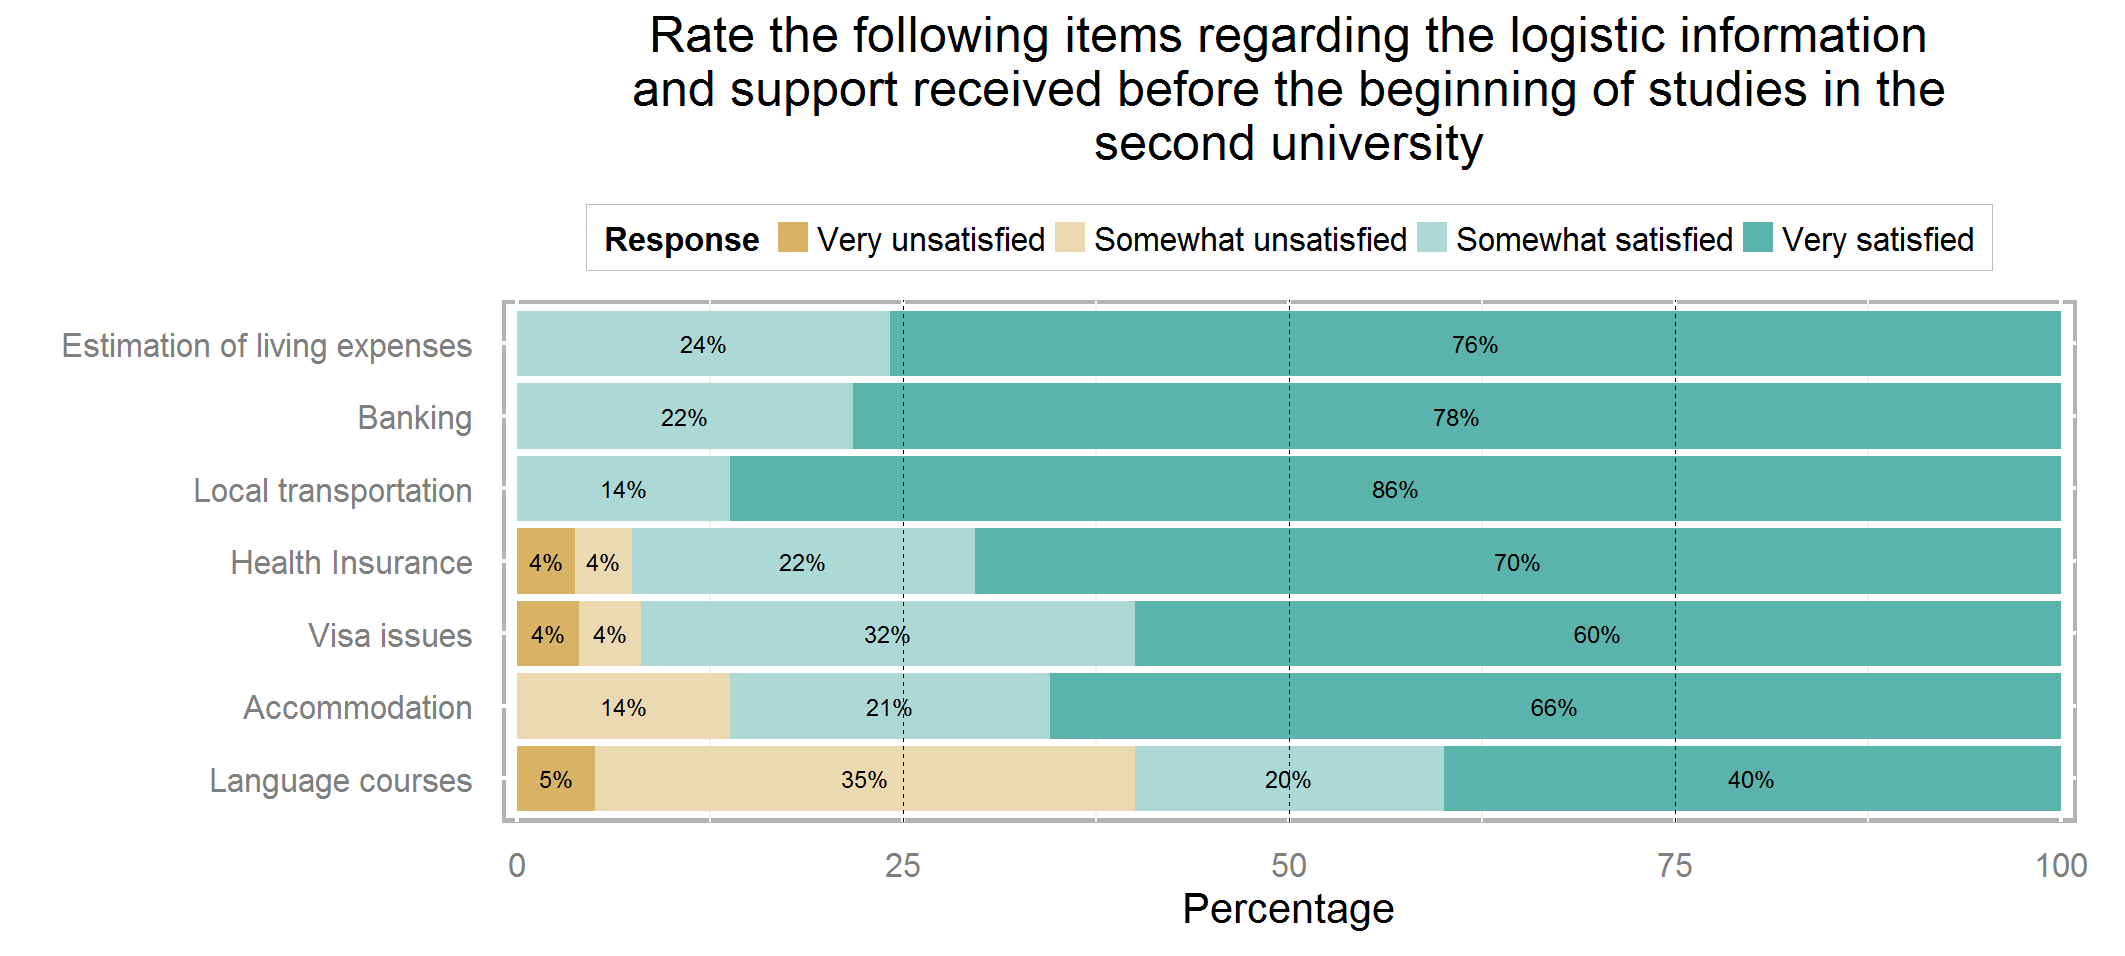 Rate the following items regarding the logistic information
and support received before the beginning of studies in the
second university
Response Very unsatisfied Somewhat unsatisfied Somewhat satisfied Very satisfied
Estimation of living expenses 24% 76%
Banking 22% 78%
Local transportation 14% 86%
Health Insurance 4% 4% 22% 70%
Visa issues 4% 4% 32% 60%
Accommodation 14% 21% 66%
Language courses 5% 35% 20% 40%
0 25 50 75 100
Percentage